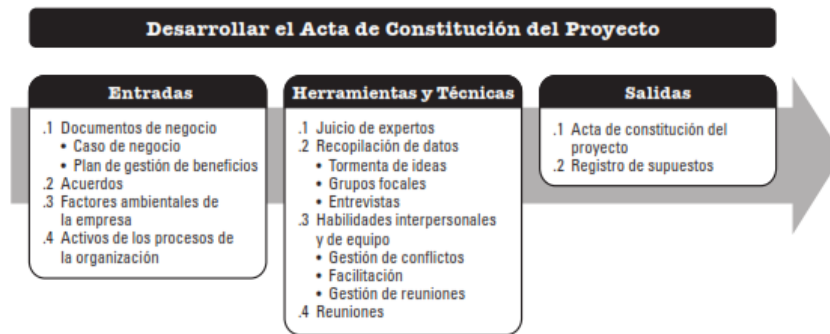 Desarrollar el Acta de Constitución del Proyecto
Entradas
.1 Documentos de negocio
• Caso de negocio
• Plan de gestión de beneficios
.2 Acuerdos
.3 Factores ambientales de
la empresa
.4 Activos de los procesos de
la organización
Herramientas y Técnicas
.1 Juicio de expertos
.2 Recopilación de datos
• Tormenta de ideas
• Grupos focales
• Entrevistas
.3 Habilidades interpersonales
y de equipo
• Gestión de conflictos
• Facilitación
• Gestión de reuniones
.4 Reuniones
Salidas
.1 Acta de constitución del
proyecto
.2 Registro de supuestos